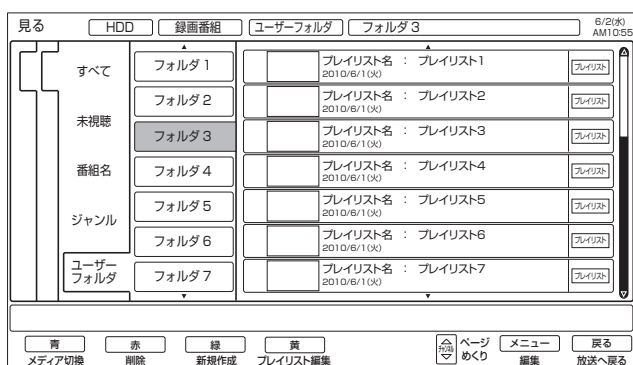 見る HDD 録画番組 ユーザーフォルダ フォルダ 3 6/2(水)
AM10:55
すべて
未視聴
番組名
ジャンル
ユーザー
フォルダ
フォルダ 1
フォルダ 2
フォルダ 3
フォルダ 4
フォルダ 5
フォルダ 6
フォルダ 7
プレイリスト名 : プレイリスト1
2010/6/1(火)
プレイリスト
プレイリスト名 : プレイリスト2
2010/6/1(火)
プレイリスト
プレイリスト名 : プレイリスト3
2010/6/1(火)
プレイリスト
プレイリスト名 : プレイリスト4
2010/6/1(火)
プレイリスト
プレイリスト名 : プレイリスト5
2010/6/1(火)
プレイリスト
プレイリスト名 : プレイリスト6
2010/6/1(火)
プレイリスト
プレイリスト名 : プレイリスト7
2010/6/1(火)
プレイリスト
青 赤 緑 黄 チャンネル ページ めくり メニュー 戻る
メディア切換 削除 新規作成 プレイリスト編集 編集 放送へ戻る